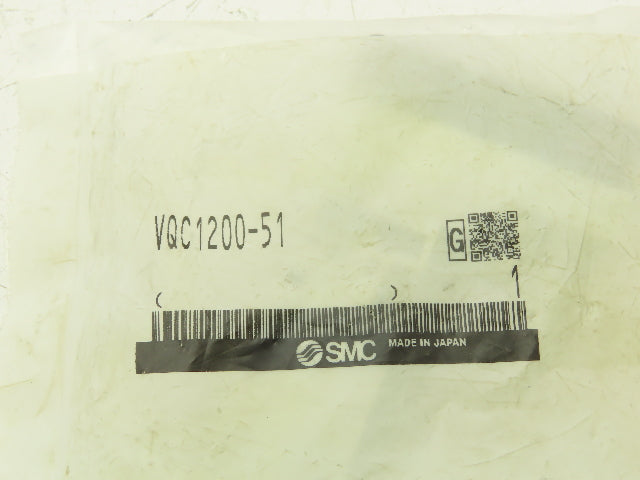 VQC1200-51
G
( )
1
SMC MADE IN JAPAN